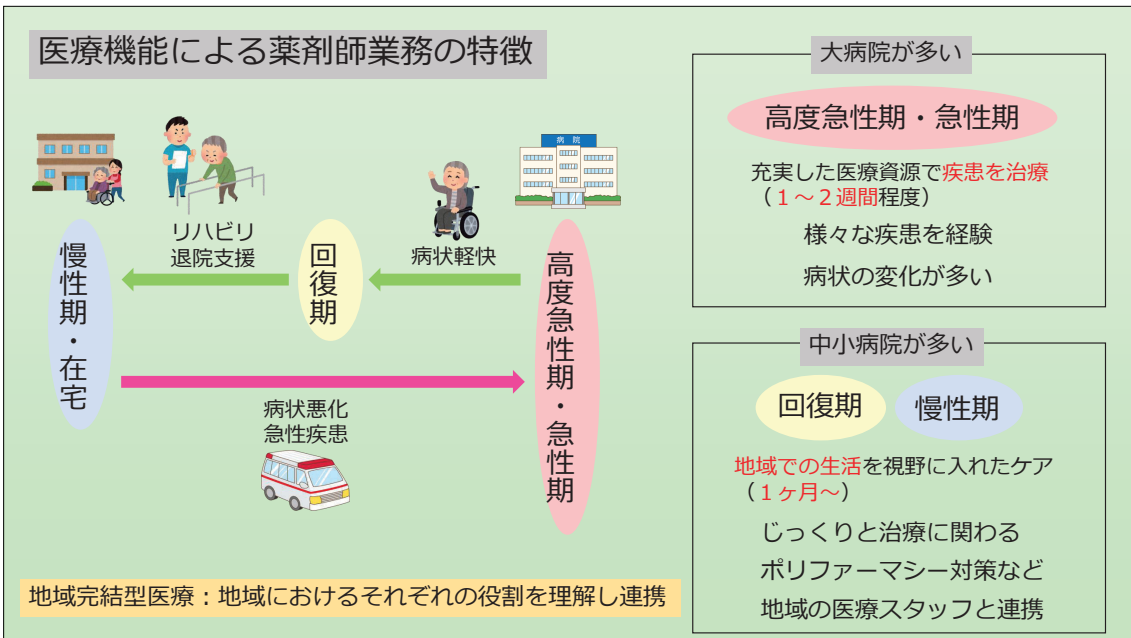 医療機能による薬剤師業務の特徴
病院
リハビリ
退院支援
病状軽快
慢性期・在宅
回復期
高度急性期・急性期
病状悪化
急性疾患
地域完結型医療：地域におけるそれぞれの役割を理解し連携
大病院が多い
高度急性期・急性期
充実した医療資源で疾患を治療
（１～２週間程度）
様々な疾患を経験
病状の変化が多い
中小病院が多い
回復期
慢性期
地域での生活を視野に入れたケア
（１ヶ月～）
じっくりと治療に関わる
ポリファーマシー対策など
地域の医療スタッフと連携